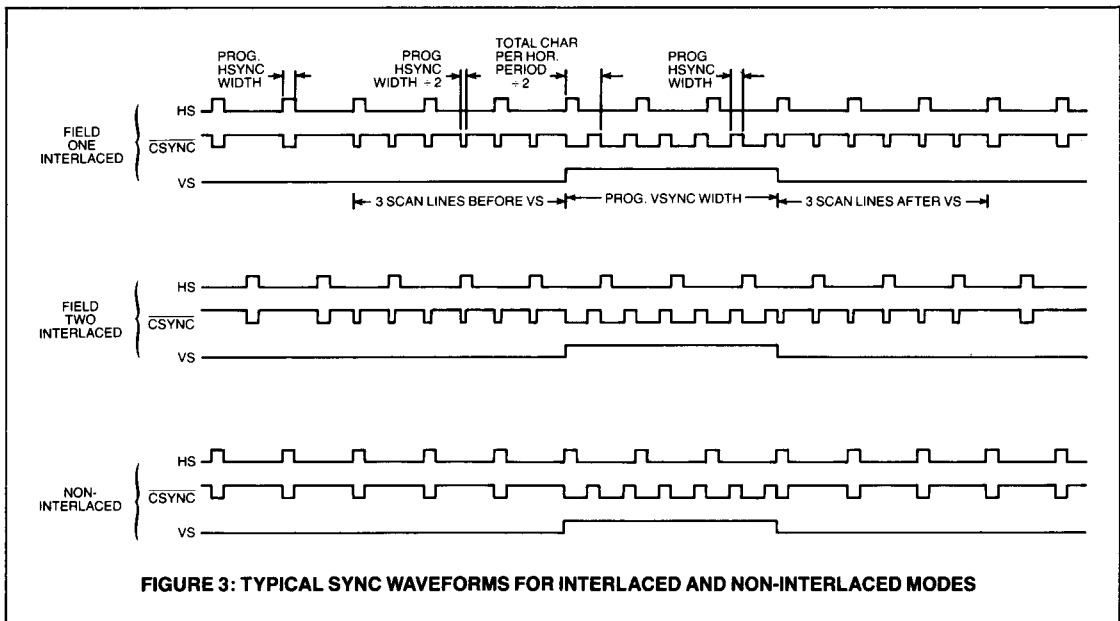 PROG.
HSYNC
WIDTH
PROG
HSYNC
WIDTH ÷2
TOTAL CHAR
PER HOR.
PERIOD
÷2
PROG
HSYNC
WIDTH
FIELD
ONE
INTERLACED
HS
CSYNC
VS
3 SCAN LINES BEFORE VS
PROG. VSYNC WIDTH
3 SCAN LINES AFTER VS
FIELD
TWO
INTERLACED
HS
CSYNC
VS
NON-
INTERLACED
HS
CSYNC
VS
FIGURE 3: TYPICAL SYNC WAVEFORMS FOR INTERLACED AND NON-INTERLACED MODES